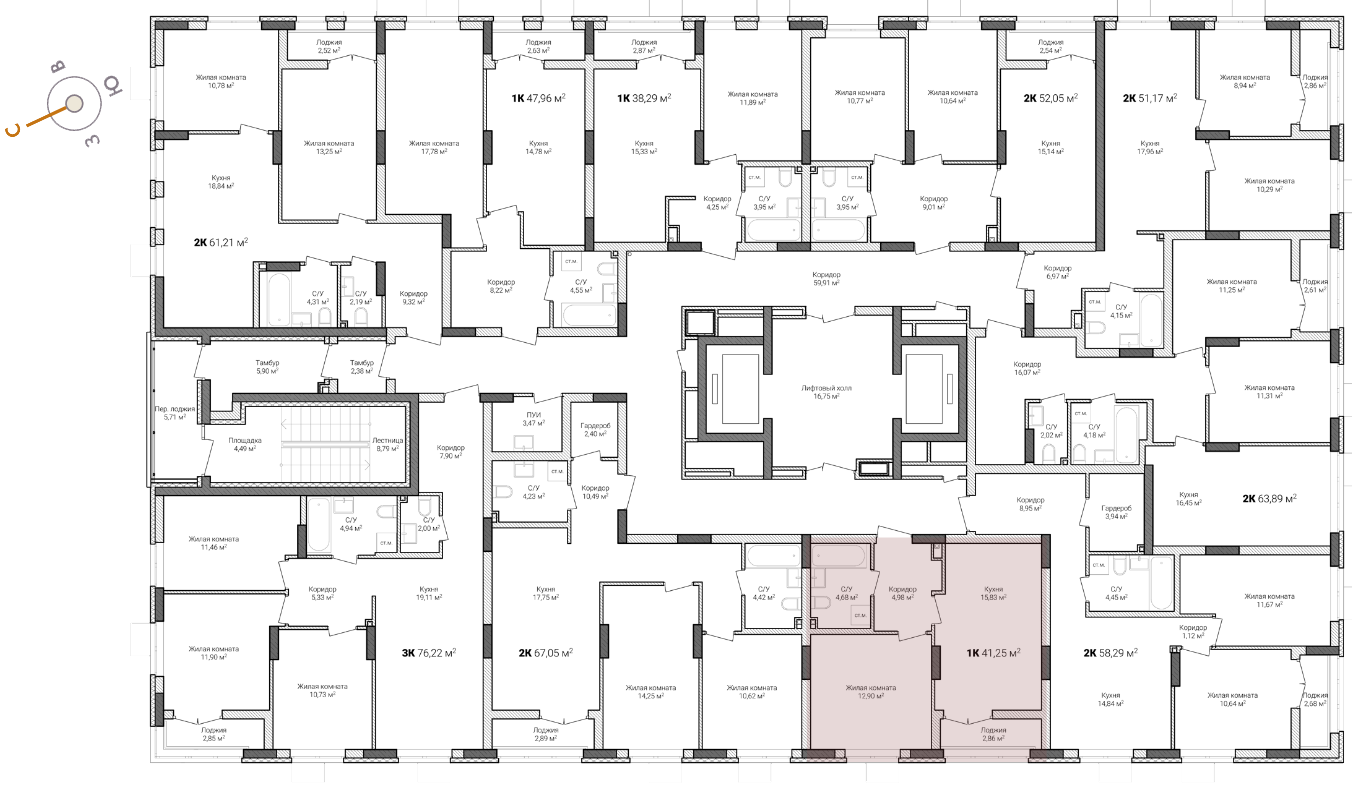 В
Ю
С
З
Жилая комната
10,78 м²
Лоджия
2,52 м²
Жилая комната
13,25 м²
Кухня
18,84 м²
2К 61,21 м²
С/У
4,31 м²
С/У
2,19 м²
Коридор
9,32 м²
Жилая комната
17,78 м²
Лоджия
2,63 м²
1К 47,96 м²
Кухня
14,78 м²
Коридор
8,22 м²
ст.м.
С/У
4,55 м²
Лоджия
2,87 м²
1К 38,29 м²
Кухня
15,33 м²
Жилая комната
11,89 м²
Коридор
4,25 м²
ст.м.
С/У
3,95 м²
Жилая комната
10,77 м²
Жилая комната
10,64 м²
Лоджия
2,54 м²
2К 52,05 м²
Кухня
15,14 м²
ст.м.
С/У
3,95 м²
Коридор
9,01 м²
2К 51,17 м²
Кухня
17,96 м²
Жилая комната
8,94 м²
Лоджия
2,86 м²
Жилая комната
10,29 м²
Коридор
6,97 м²
ст.м.
С/У
4,15 м²
Коридор
59,91 м²
Жилая комната
11,25 м²
Лоджия
2,61 м²
Тамбур
5,90 м²
Тамбур
2,38 м²
Пер. лоджия
5,71 м²
Площадка
4,49 м²
Лестница
8,79 м²
Лифтовый холл
16,75 м²
Коридор
16,07 м²
Жилая комната
11,31 м²
С/У
2,02 м²
ст.м.
С/У
4,18 м²
Кухня
16,45 м²
2К 63,89 м²
Коридор
7,90 м²
ПУИ
3,47 м²
Гардероб
2,40 м²
ст.м.
С/У
4,23 м²
Коридор
10,49 м²
Коридор
8,95 м²
Гардероб
3,94 м²
Жилая комната
11,46 м²
С/У
4,94 м²
ст.м.
С/У
2,00 м²
Коридор
5,33 м²
Кухня
19,11 м²
Жилая комната
11,90 м²
Жилая комната
10,73 м²
3К 76,22 м²
Лоджия
2,85 м²
Кухня
17,75 м²
2К 67,05 м²
Лоджия
2,89 м²
Жилая комната
14,25 м²
Жилая комната
10,62 м²
С/У
4,42 м²
С/У
4,68 м²
ст.м.
Коридор
4,98 м²
Кухня
15,83 м²
1К 41,25 м²
Жилая комната
12,90 м²
Лоджия
2,86 м²
ст.м.
С/У
4,45 м²
Жилая комната
11,67 м²
Коридор
1,12 м²
2К 58,29 м²
Кухня
14,84 м²
Жилая комната
10,64 м²
Лоджия
2,68 м²